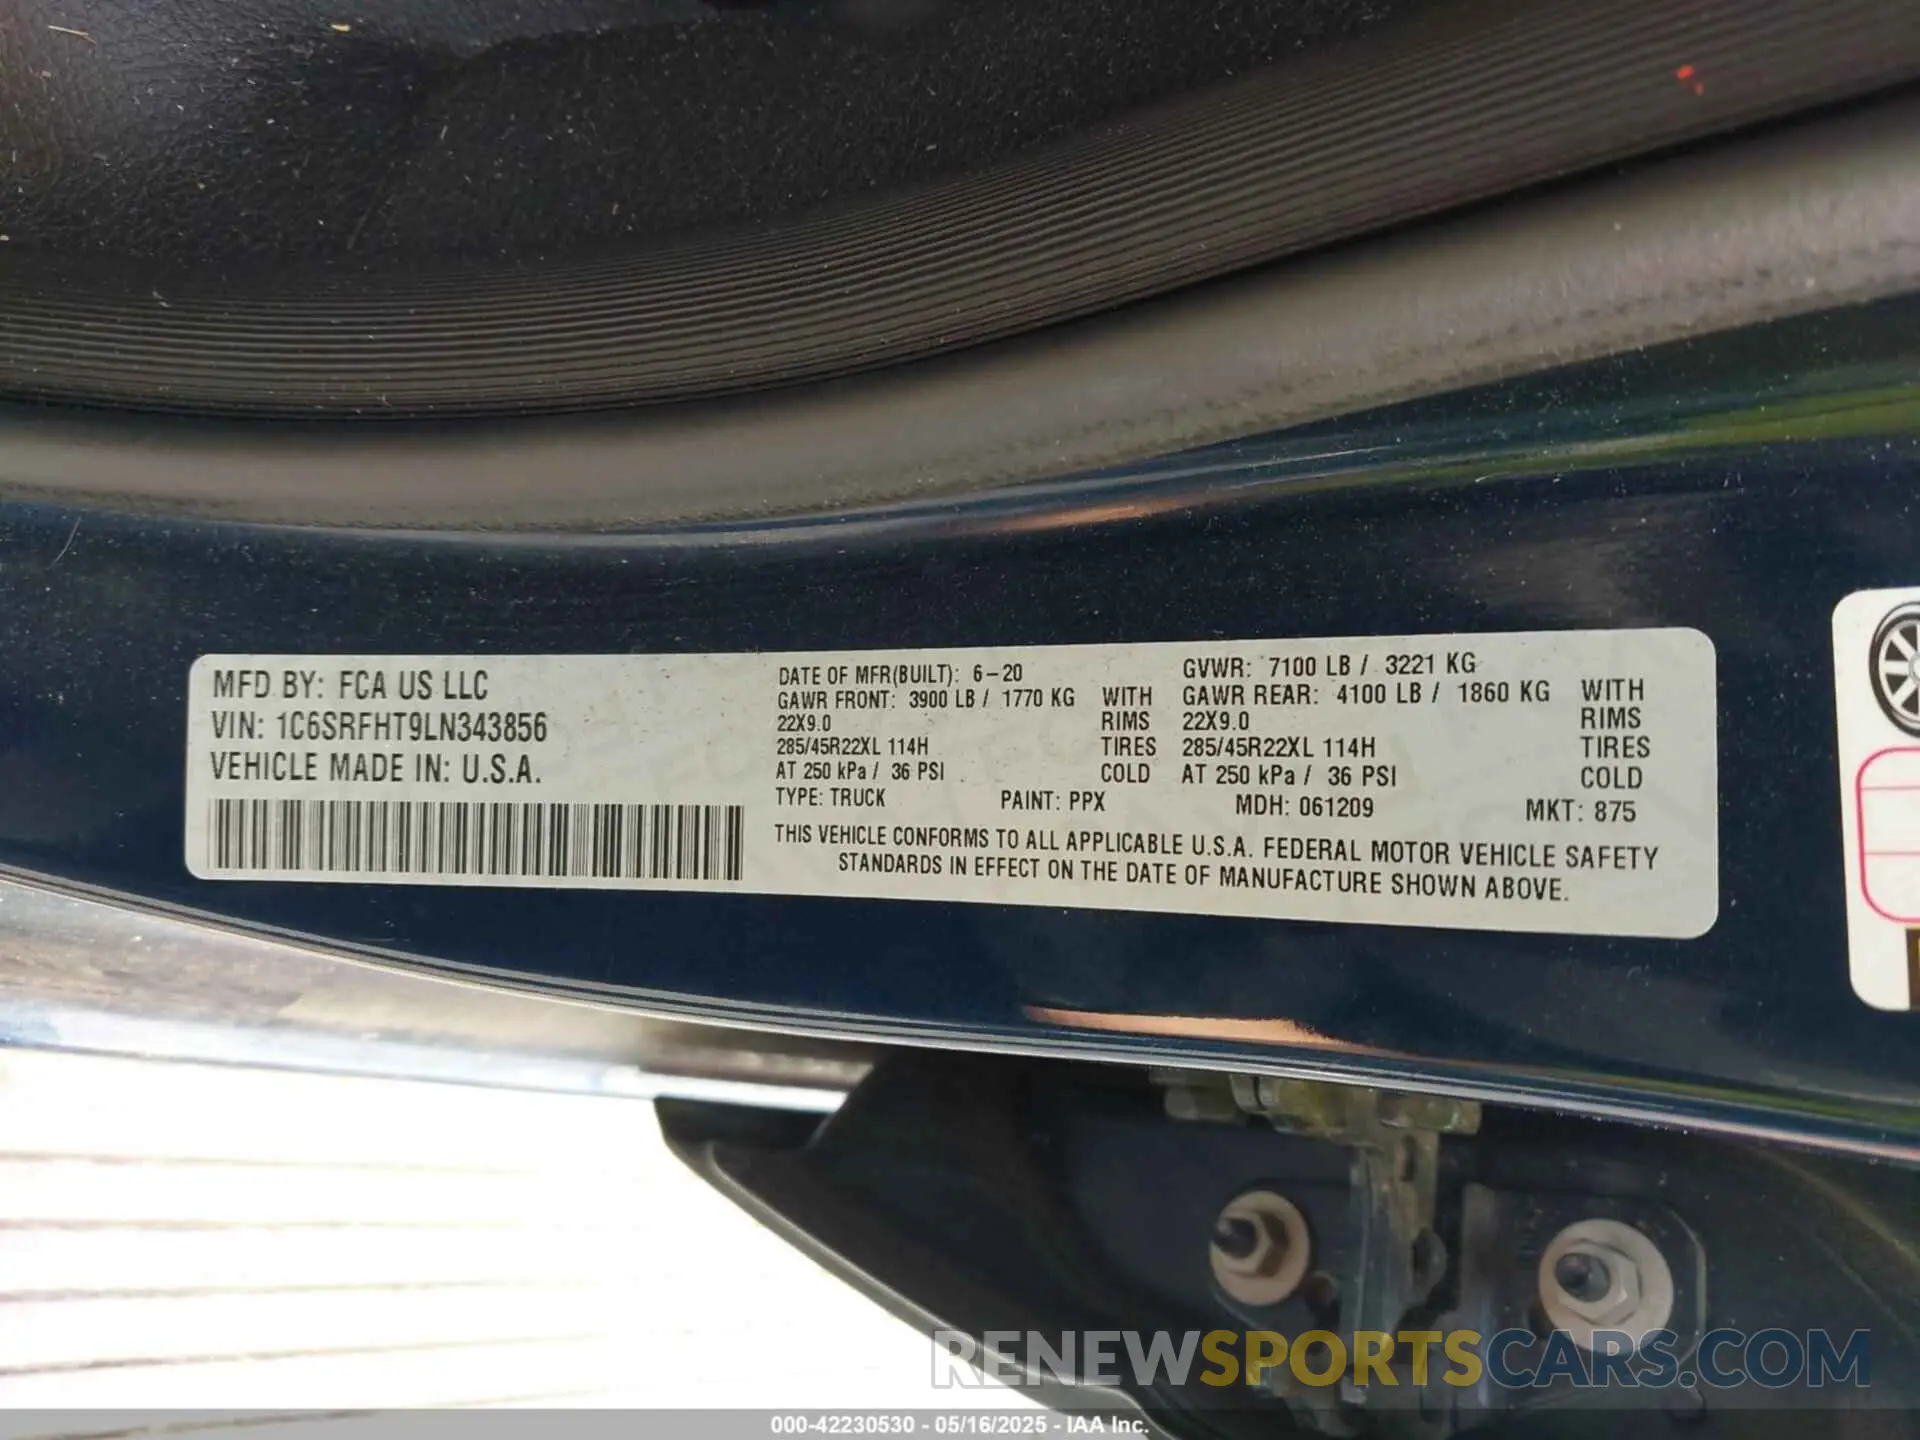 MFD BY: FCA US LLC
VIN: 1C6SRFHT9LN343856
VEHICLE MADE IN: U.S.A.
DATE OF MFR(BUILT): 6-20 GVWR: 7100 LB / 3221 KG
GAWR FRONT: 3900 LB / 1770 KG WITH GAWR REAR: 4100 LB / 1860 KG WITH
22X9.0 RIMS 22X9.0 RIMS
285/45R22XL 114H TIRES 285/45R22XL 114H TIRES
AT 250 kPa / 36 PSI COLD AT 250 kPa / 36 PSI COLD
TYPE: TRUCK PAINT: PPX MDH: 061209 MKT: 875
THIS VEHICLE CONFORMS TO ALL APPLICABLE U.S.A. FEDERAL MOTOR VEHICLE SAFETY
STANDARDS IN EFFECT ON THE DATE OF MANUFACTURE SHOWN ABOVE.
RENEWSPORTSCARS.COM
000-42230530 - 05/16/2025 - IAA Inc.